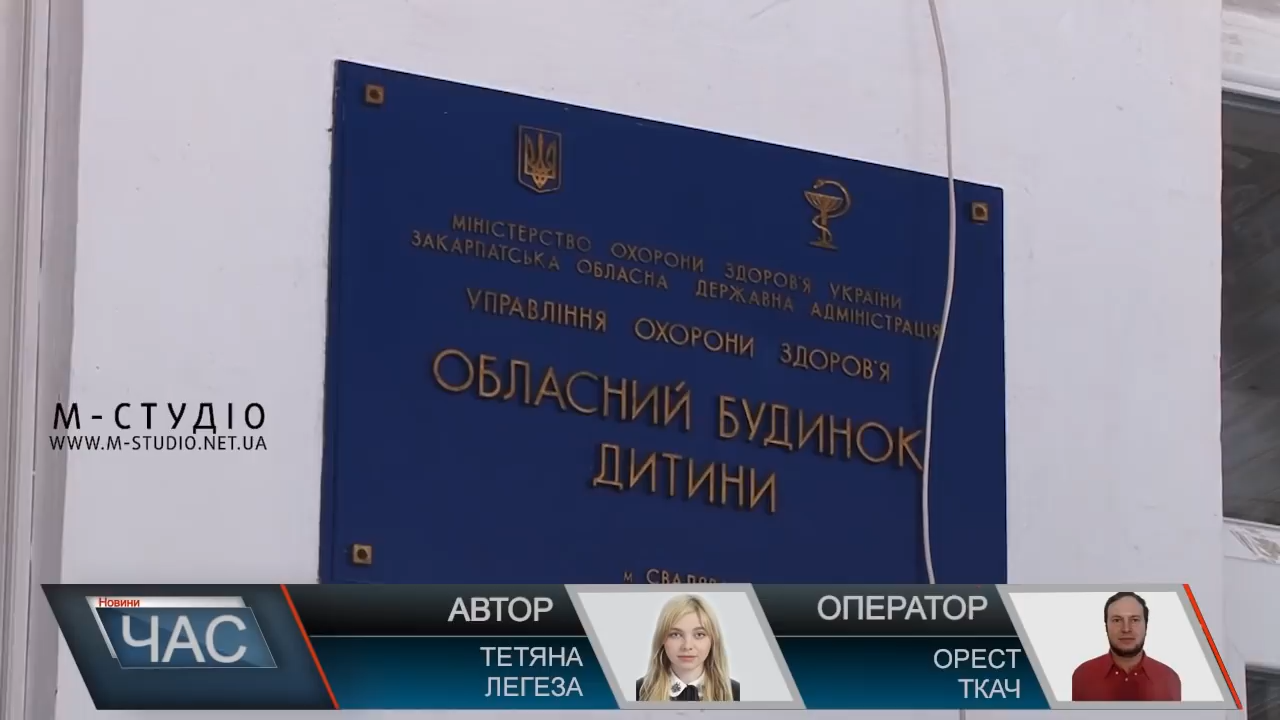 МІНІСТЕРСТВО ОХОРОНИ ЗДОРОВ'Я УКРАЇНИ
ЗАКАРПАТСЬКА ОБЛАСНА ДЕРЖАВНА АДМІНІСТРАЦІЯ
УПРАВЛІННЯ ОХОРОНИ ЗДОРОВ'Я
ОБЛАСНИЙ БУДИНОК
ДИТИНИ
М-СТУДІО
WWW.M-STUDIO.NET.UA
Новини
ЧАС
АВТОР
ТЕТЯНА
ЛЕГЕЗА
ОПЕРАТОР
ОРЕСТ
ТКАЧ